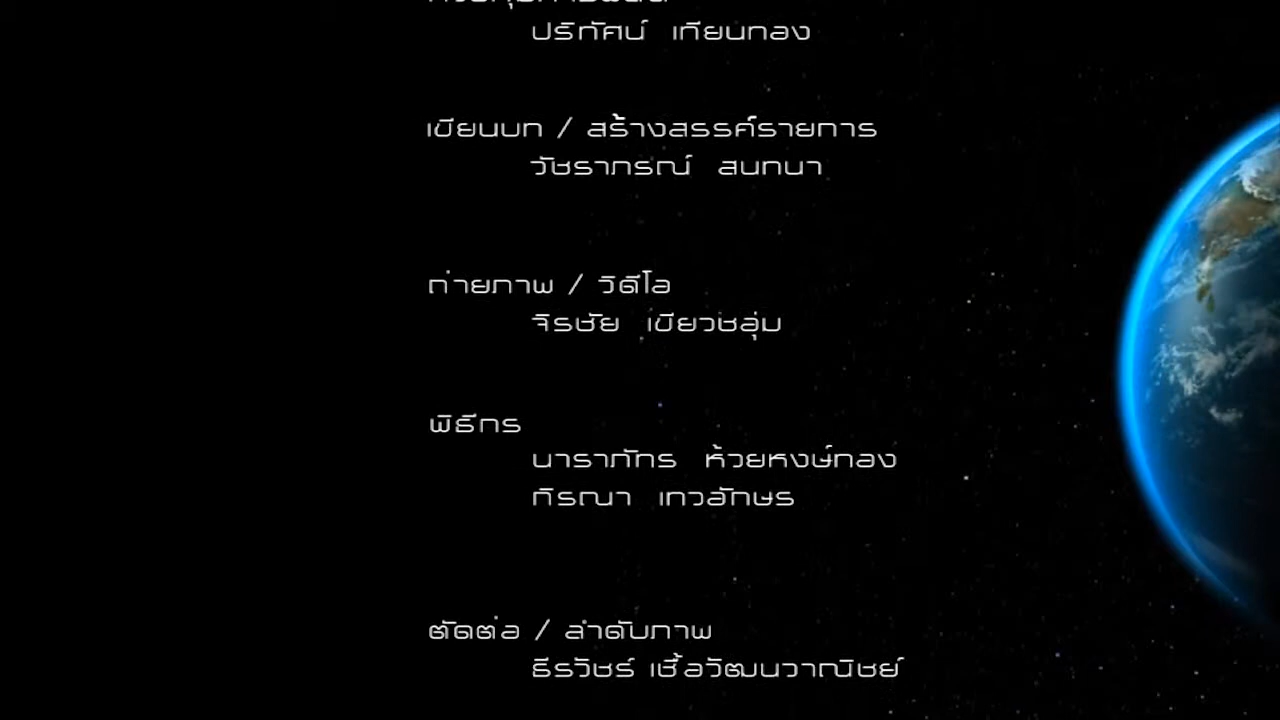 ปริทัศน์ เทียนทอง
เขียนบท / สร้างสรรค์รายการ
วัชราภรณ์ สนทนา
ถ่ายภาพ / วิดีโอ
จิรชัย เขียวชลุ่ม
พิธีกร
นาราภัทร ห้วยหงษ์ทอง
กิรณา เทวอักษร
ตัดต่อ / ลำดับภาพ
ธีรวัชร์ เชื้อวัฒนวาณิชย์